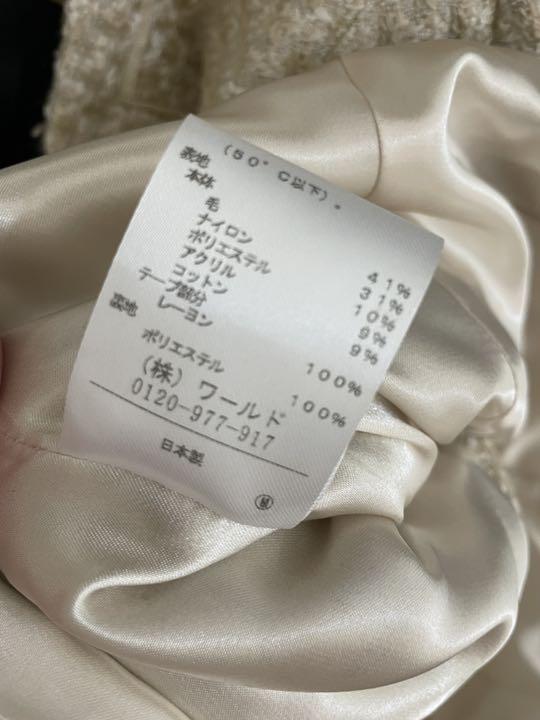 (50°C以下)。
表地
本体
毛 41%
ナイロン 31%
ポリエステル 10%
アクリル 9%
コットン 9%
テープ部分
レーヨン 100%
裏地
ポリエステル 100%
(株) ワールド
0120-977-917
日本製